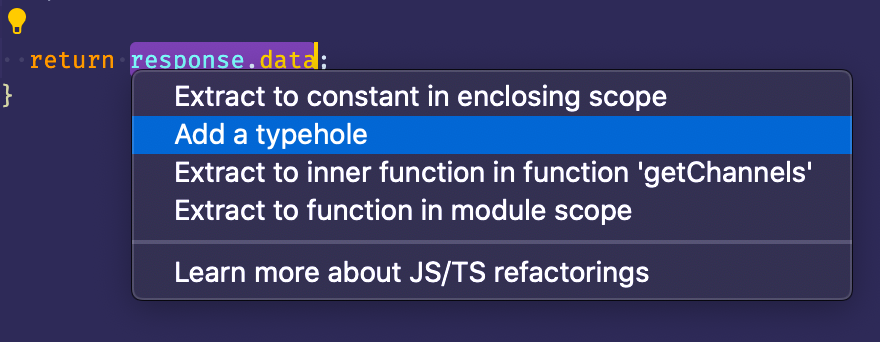 return response.data;
}
Extract to constant in enclosing scope
Add a typehole
Extract to inner function in function 'getChannels'
Extract to function in module scope
Learn more about JS/TS refactorings